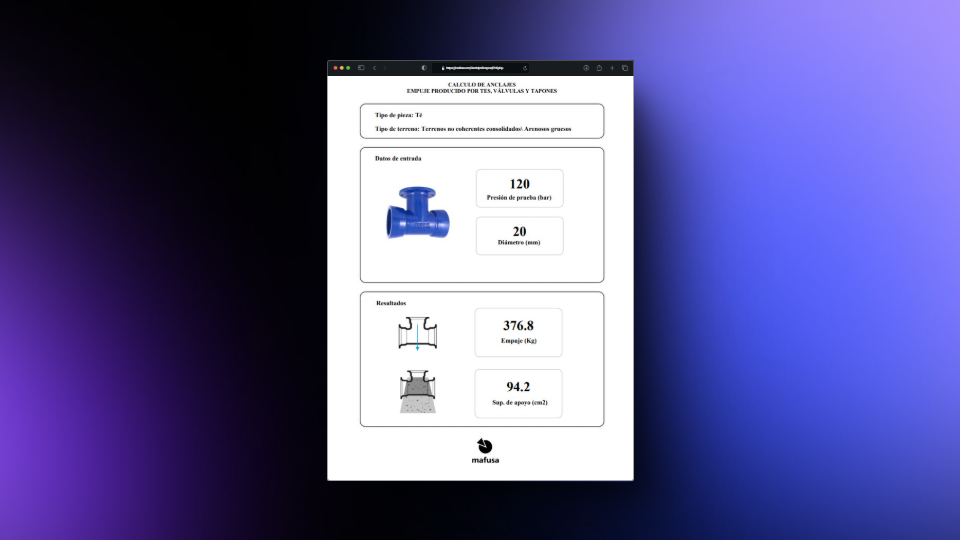 CALCULO DE ANCLAJES
EMPUJE PRODUCIDO POR TES, VÁLVULAS Y TAPONES
Tipo de pieza: Té
Tipo de terreno: Terrenos no coherentes consolidados\ Arenosos gruesos
Datos de entrada
120
Presión de prueba (bar)
20
Diámetro (mm)
Resultados
376.8
Empuje (Kg)
94.2
Sup. de apoyo (cm2)
mafusa